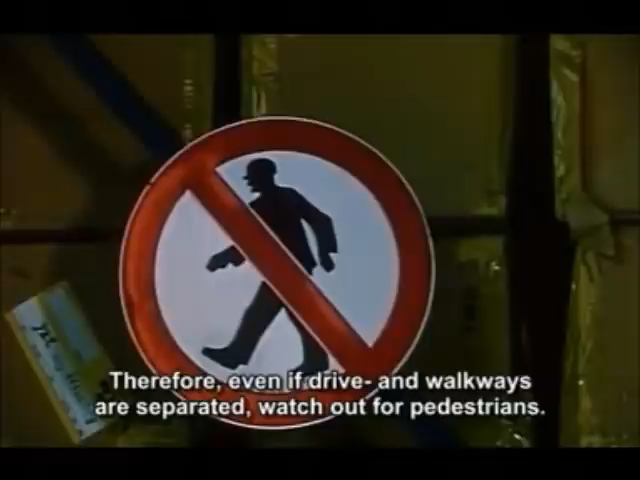 Therefore, even if drive- and walkways
are separated, watch out for pedestrians.